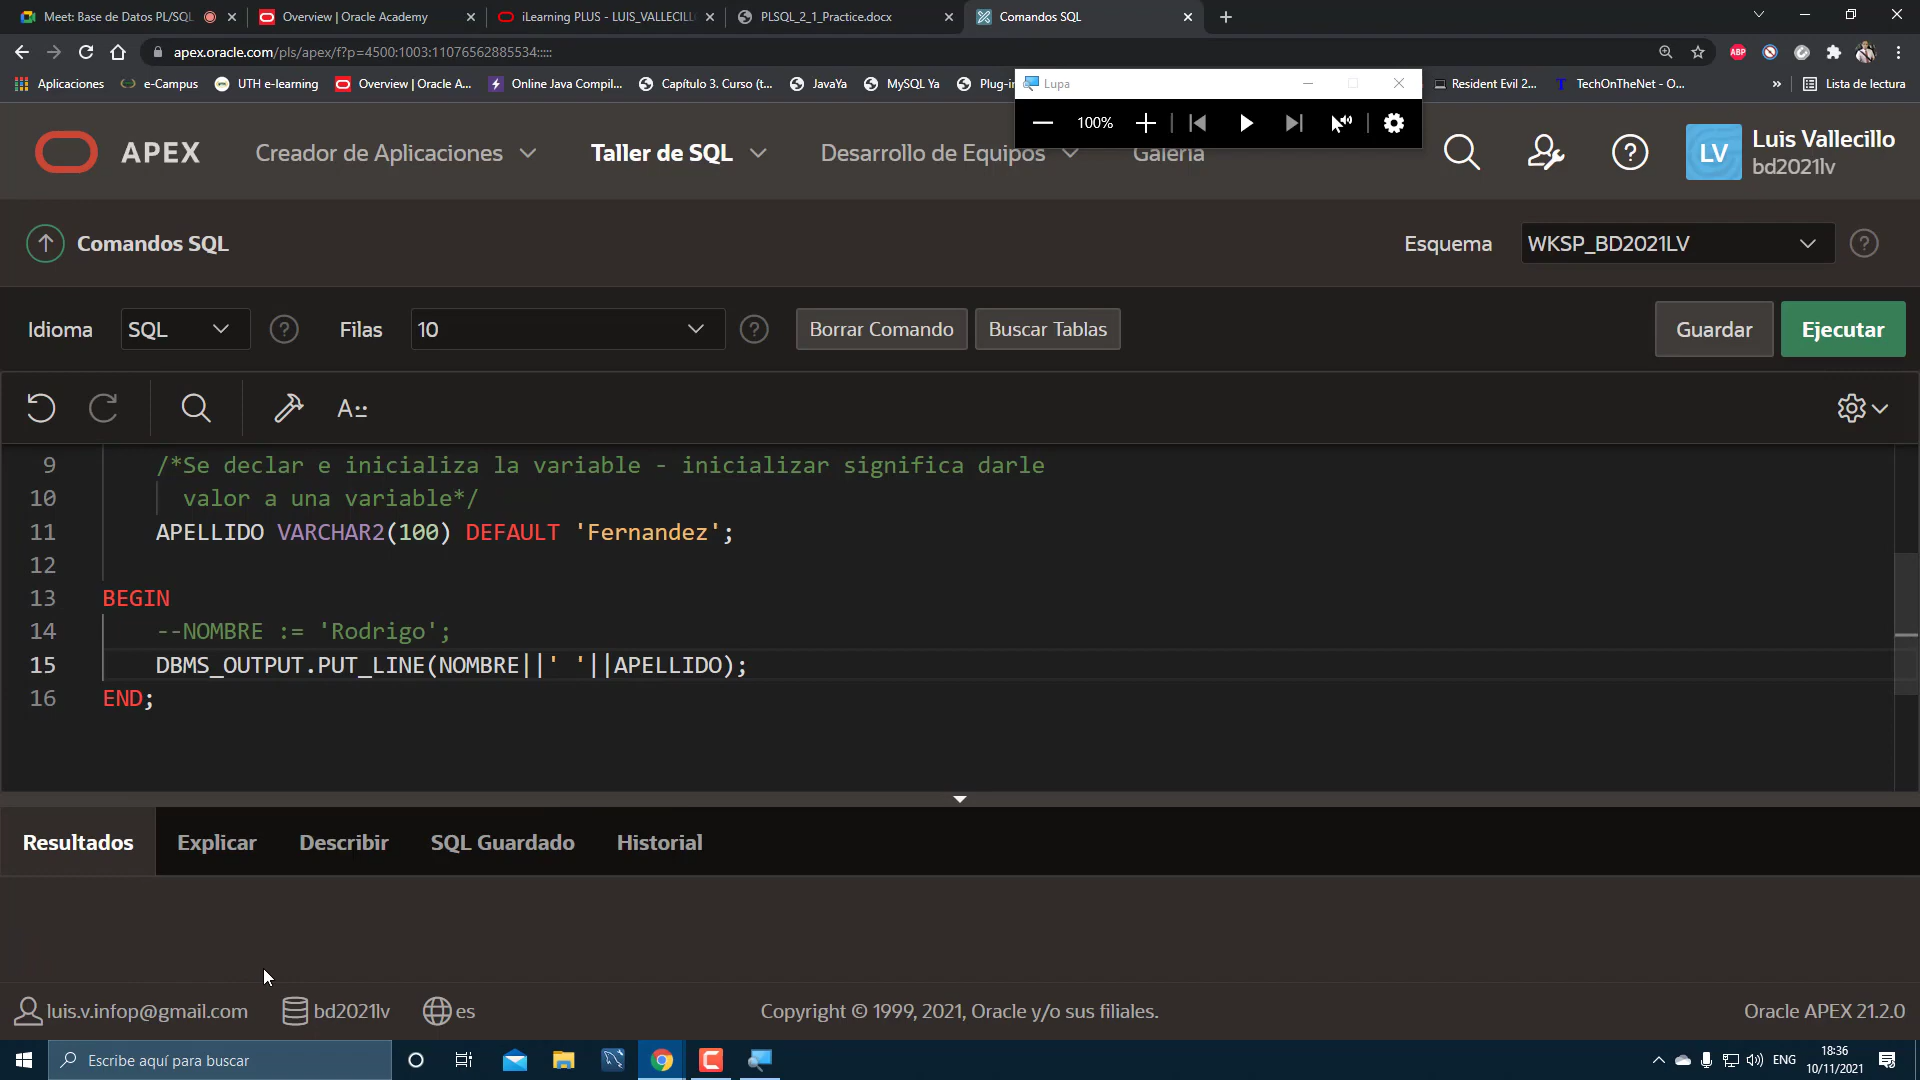 Meet: Base de Datos PL/SQL
Overview | Oracle Academy
iLearning PLUS - LUIS_VALLECILL
PLSQL_2_1_Practice.docx
Comandos SQL
apex.oracle.com/pls/apex/f?p=4500:1003:11076562885534:::::
ABP
Aplicaciones
e-Campus
UTH e-learning
Overview | Oracle A...
Online Java Compil...
Capítulo 3. Curso (t...
JavaYa
MySQL Ya
Plug-in
Resident Evil 2...
TechOnTheNet - O...
»
Lista de lectura
Lupa
100%
APEX
Creador de Aplicaciones
Taller de SQL
Desarrollo de Equipos
Galería
LV
Luis Vallecillo
bd2021lv
Comandos SQL
Esquema
WKSP_BD2021LV
Idioma
SQL
Filas
10
Borrar Comando
Buscar Tablas
Guardar
Ejecutar
A::
9 /*Se declar e inicializa la variable - inicializar significa darle
10 valor a una variable*/
11 APELLIDO VARCHAR2(100) DEFAULT 'Fernandez';
12
13 BEGIN
14 --NOMBRE := 'Rodrigo';
15 DBMS_OUTPUT.PUT_LINE(NOMBRE||' '||APELLIDO);
16 END;
Resultados
Explicar
Describir
SQL Guardado
Historial
luis.v.infop@gmail.com
bd2021lv
es
Copyright © 1999, 2021, Oracle y/o sus filiales.
Oracle APEX 21.2.0
Escribe aquí para buscar
ENG
18:36
10/11/2021